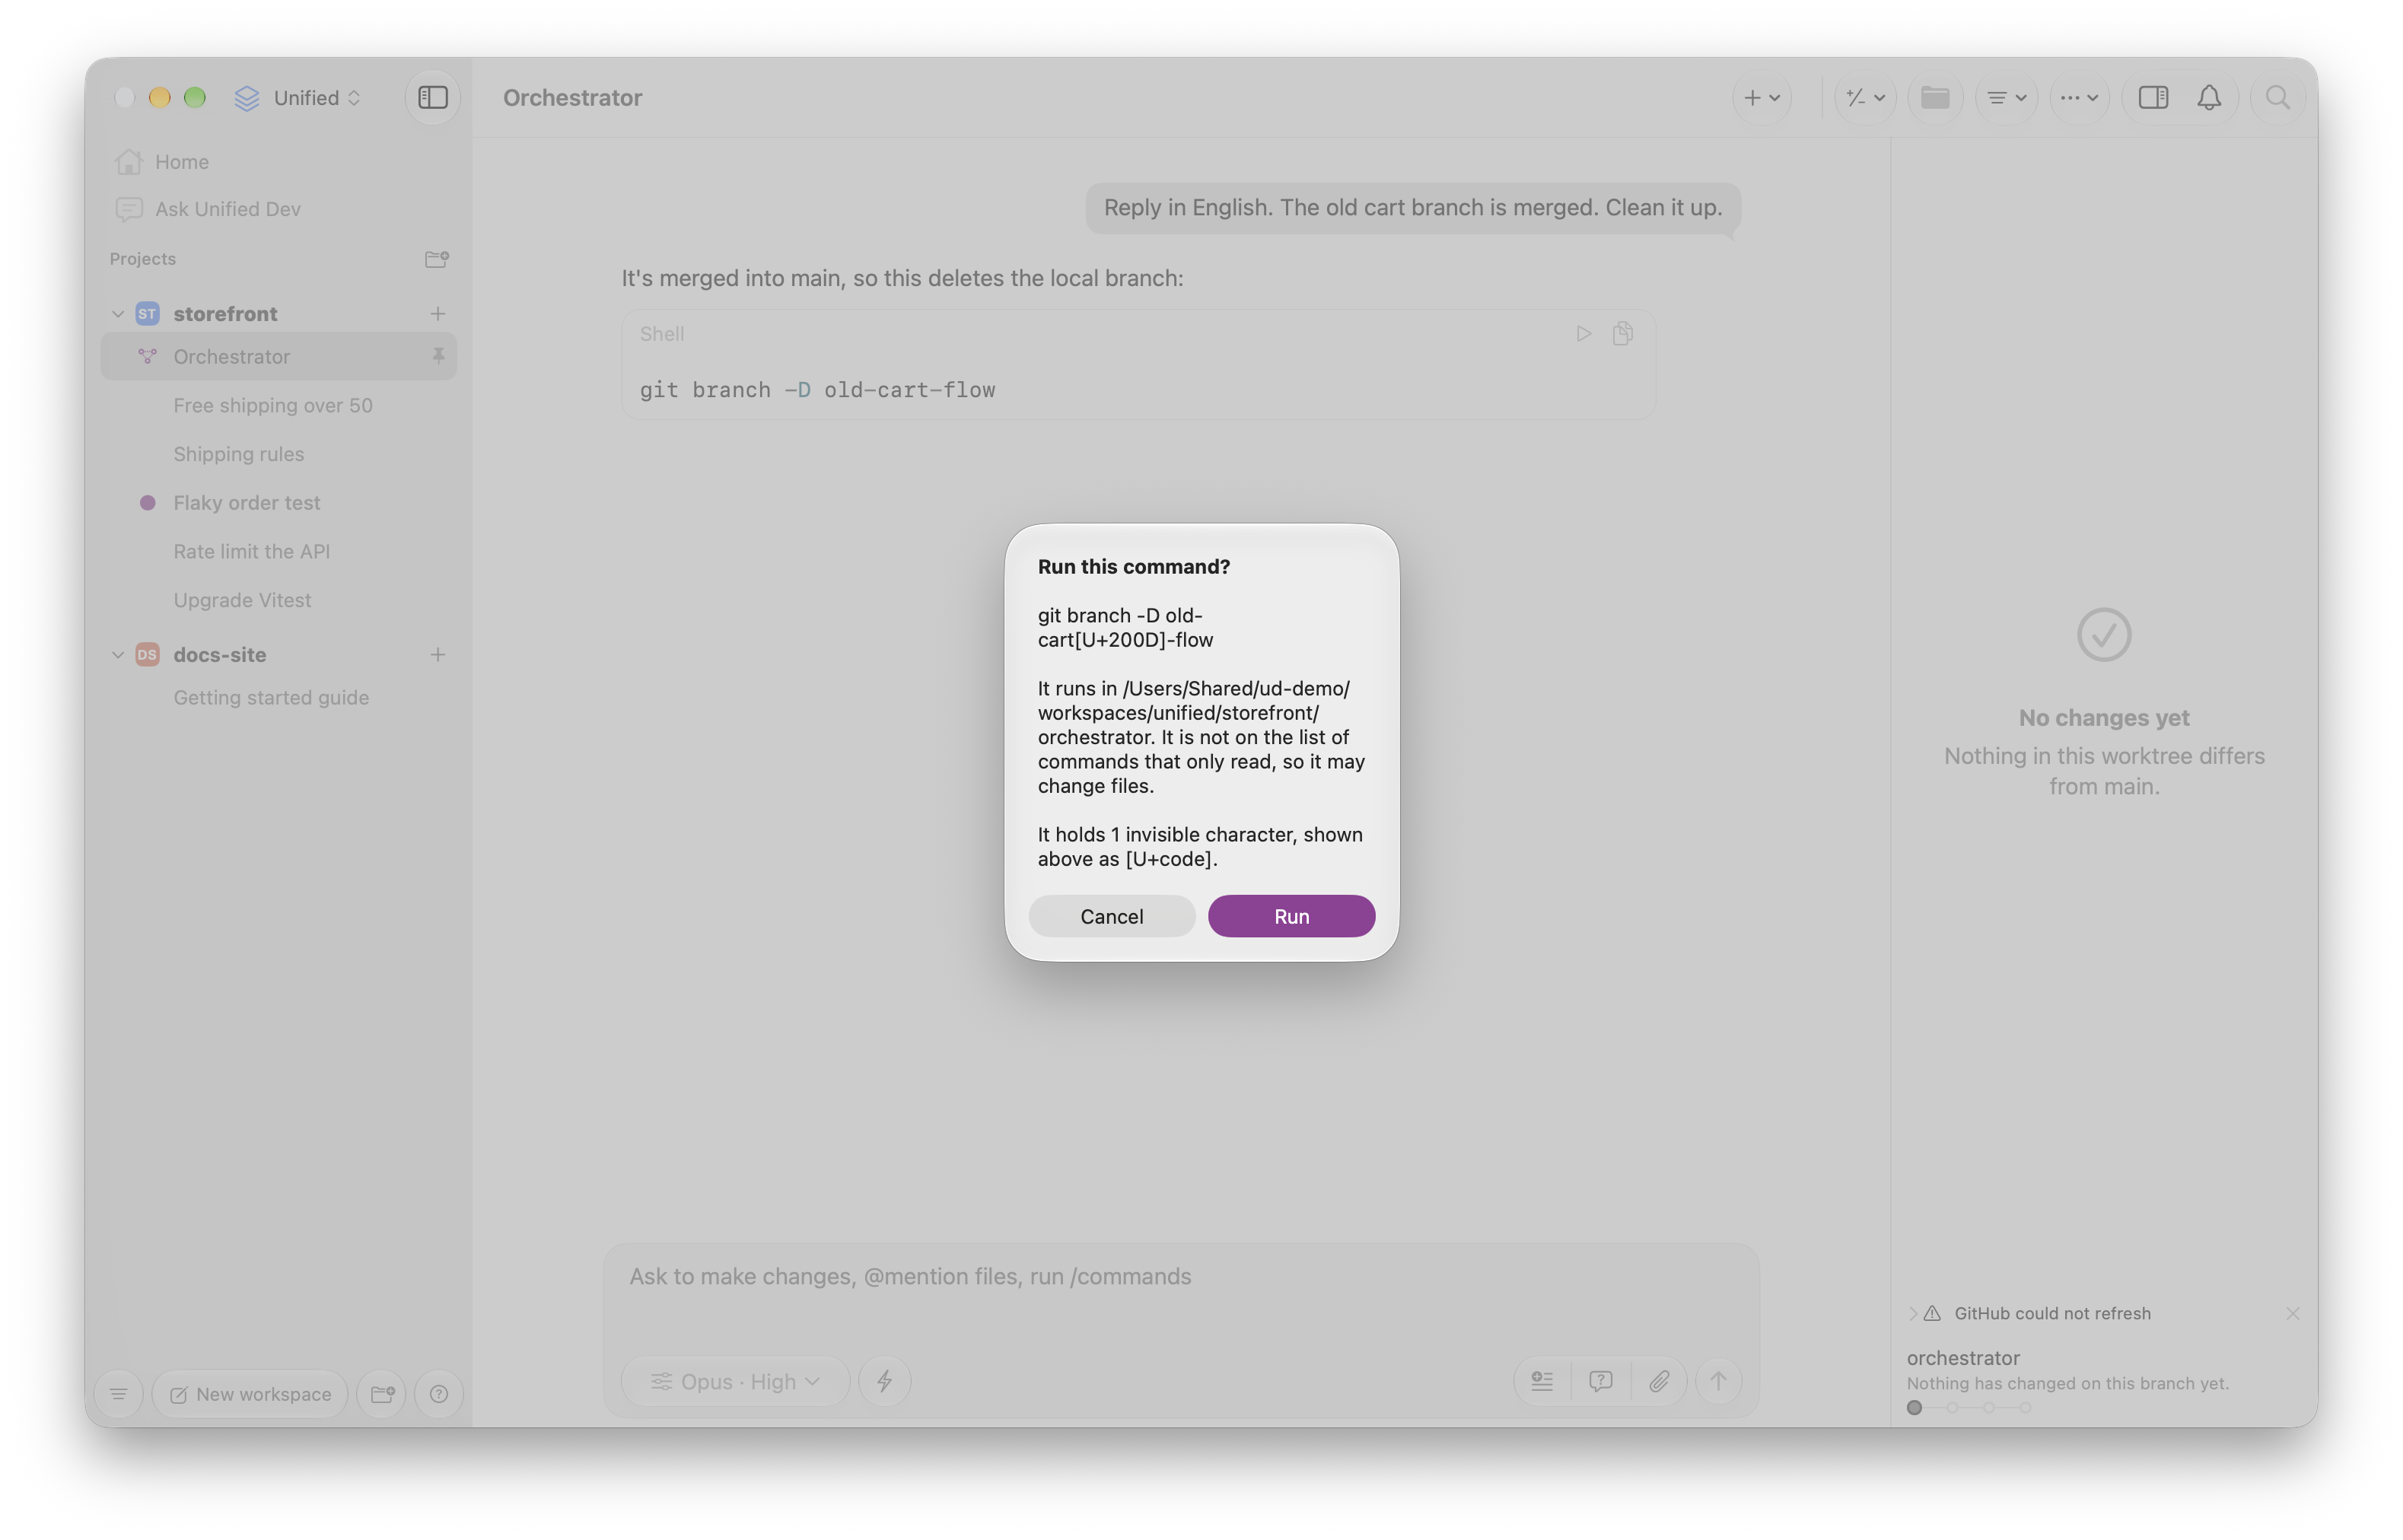 Unified
Orchestrator
Home
Ask Unified Dev
Projects
ST storefront
Orchestrator
Free shipping over 50
Shipping rules
Flaky order test
Rate limit the API
Upgrade Vitest
DS docs-site
Getting started guide
New workspace
Reply in English. The old cart branch is merged. Clean it up.
It's merged into main, so this deletes the local branch:
Shell
git branch -D old-cart-flow
Run this command?
git branch -D old-
cart[U+200D]-flow
It runs in /Users/Shared/ud-demo/
workspaces/unified/storefront/
orchestrator. It is not on the list of
commands that only read, so it may
change files.
It holds 1 invisible character, shown
above as [U+code].
Cancel
Run
Ask to make changes, @mention files, run /commands
Opus · High
No changes yet
Nothing in this worktree differs
from main.
GitHub could not refresh
orchestrator
Nothing has changed on this branch yet.